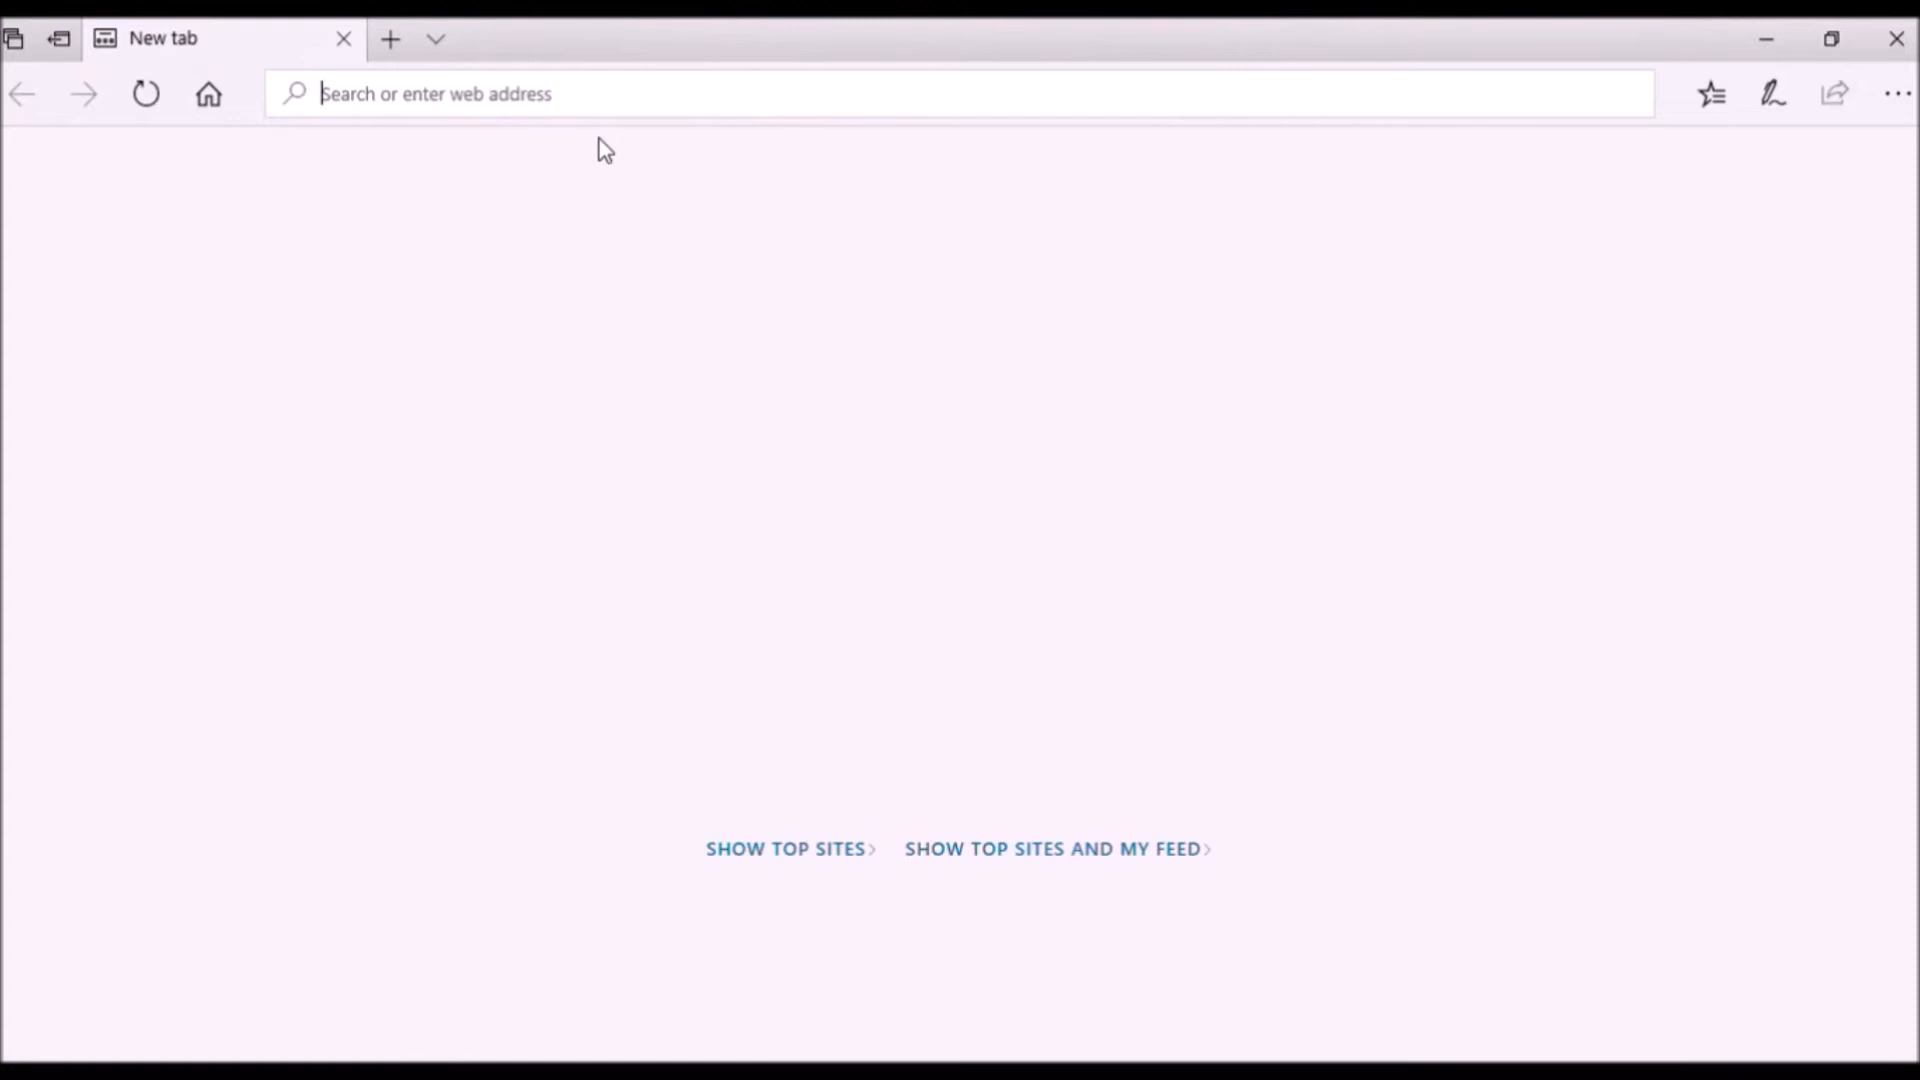 New tab
Search or enter web address
SHOW TOP SITES
SHOW TOP SITES AND MY FEED